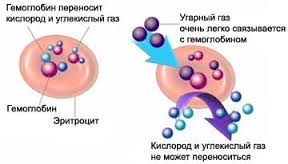 Гемоглобин переносит
кислород и углекислый газ
Гемоглобин
Эритроцит
Угарный газ
очень легко связывается
с гемоглобином
Кислород и углекислый газ
не может переноситься